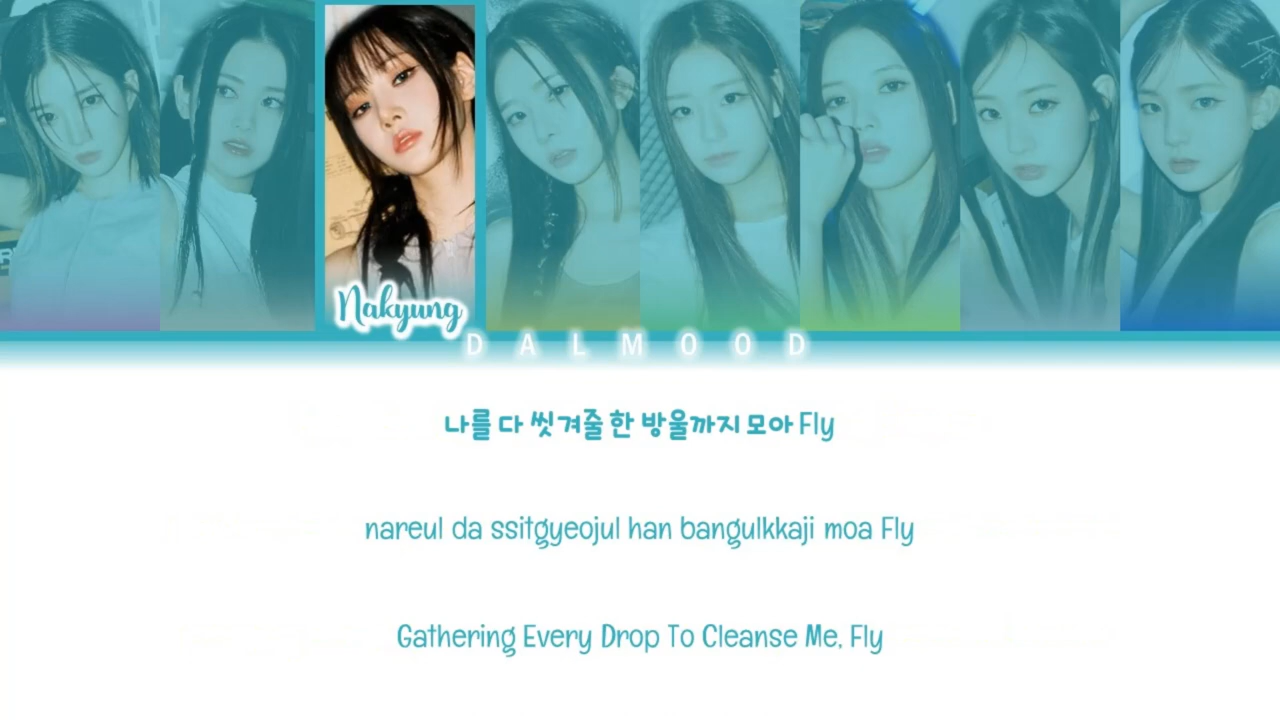 Nakyung
DALMOOD
나를 다 씻겨줄 한 방울까지 모아 Fly
nareul da ssitgyeojul han bangulkkaji moa Fly
Gathering Every Drop To Cleanse Me, Fly